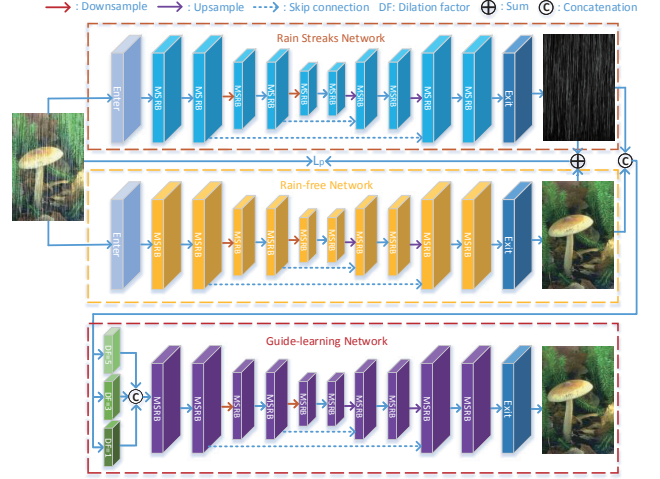 : Downsample : Upsample : Skip connection DF: Dilation factor : Sum C : Concatenation
Rain Streaks Network
Enter MSRB MSRB MSRB MSRB MSRB MSRB MSRB MSRB MSRB MSRB Exit
Lp C
Rain-free Network
Enter MSRB MSRB MSRB MSRB MSRB MSRB MSRB MSRB MSRB MSRB Exit
Guide-learning Network
DF=5
DF=3
DF=1
C
MSRB MSRB MSRB MSRB MSRB MSRB MSRB MSRB MSRB MSRB Exit